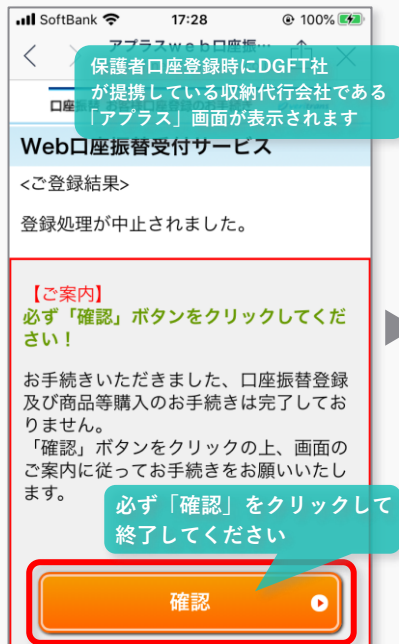 SoftBank 17:28 100%
アプラスweb口座振…
保護者口座登録時にDGFT社
が提携している収納代行会社である
「アプラス」画面が表示されます
Web口座振替受付サービス
<ご登録結果>
登録処理が中止されました。
【ご案内】
必ず「確認」ボタンをクリックしてくだ
さい！
お手続きいただきました、口座振替登録
及び商品等購入のお手続きは完了してお
りません。
「確認」ボタンをクリックの上、画面の
ご案内に従ってお手続きをお願いいたし
ます。
必ず「確認」をクリックして
終了してください
確認